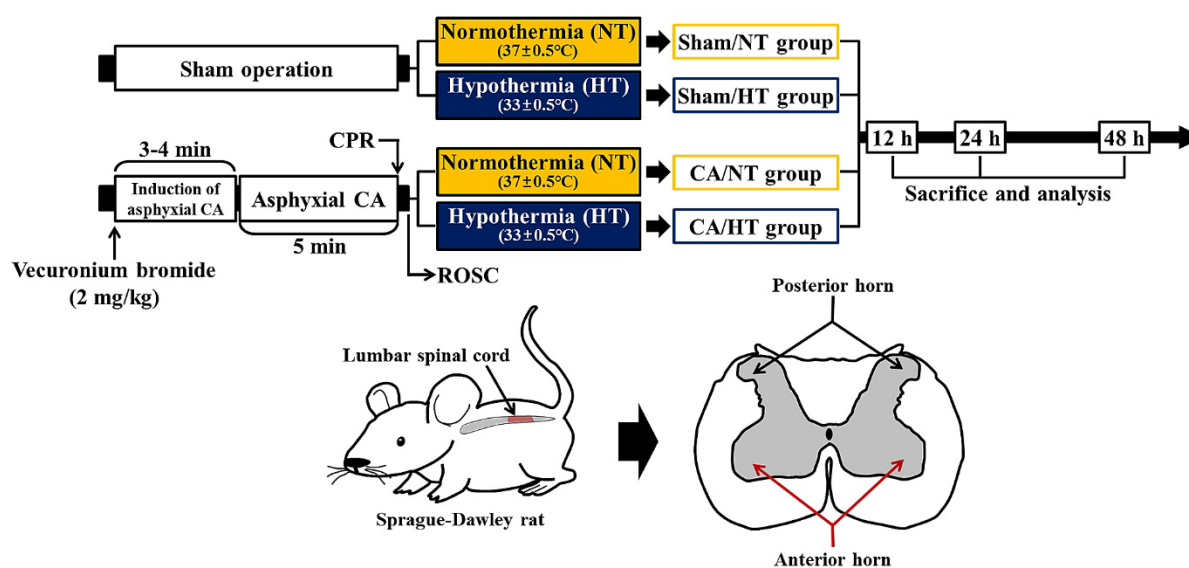 Normothermia (NT)
(37±0.5°C)
Sham/NT group
Sham operation
Hypothermia (HT)
(33±0.5°C)
Sham/HT group
CPR
12 h
24 h
48 h
3-4 min
Normothermia (NT)
(37±0.5°C)
CA/NT group
Sacrifice and analysis
Induction of
asphyxial CA
Asphyxial CA
Hypothermia (HT)
(33±0.5°C)
CA/HT group
5 min
Vecuronium bromide
(2 mg/kg)
ROSC
Posterior horn
Lumbar spinal cord
Sprague-Dawley rat
Anterior horn